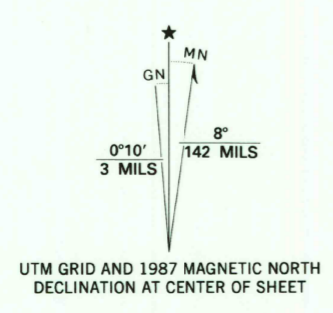 ★
MN
GN
8°
142 MILS
0°10'
3 MILS
UTM GRID AND 1987 MAGNETIC NORTH
DECLINATION AT CENTER OF SHEET